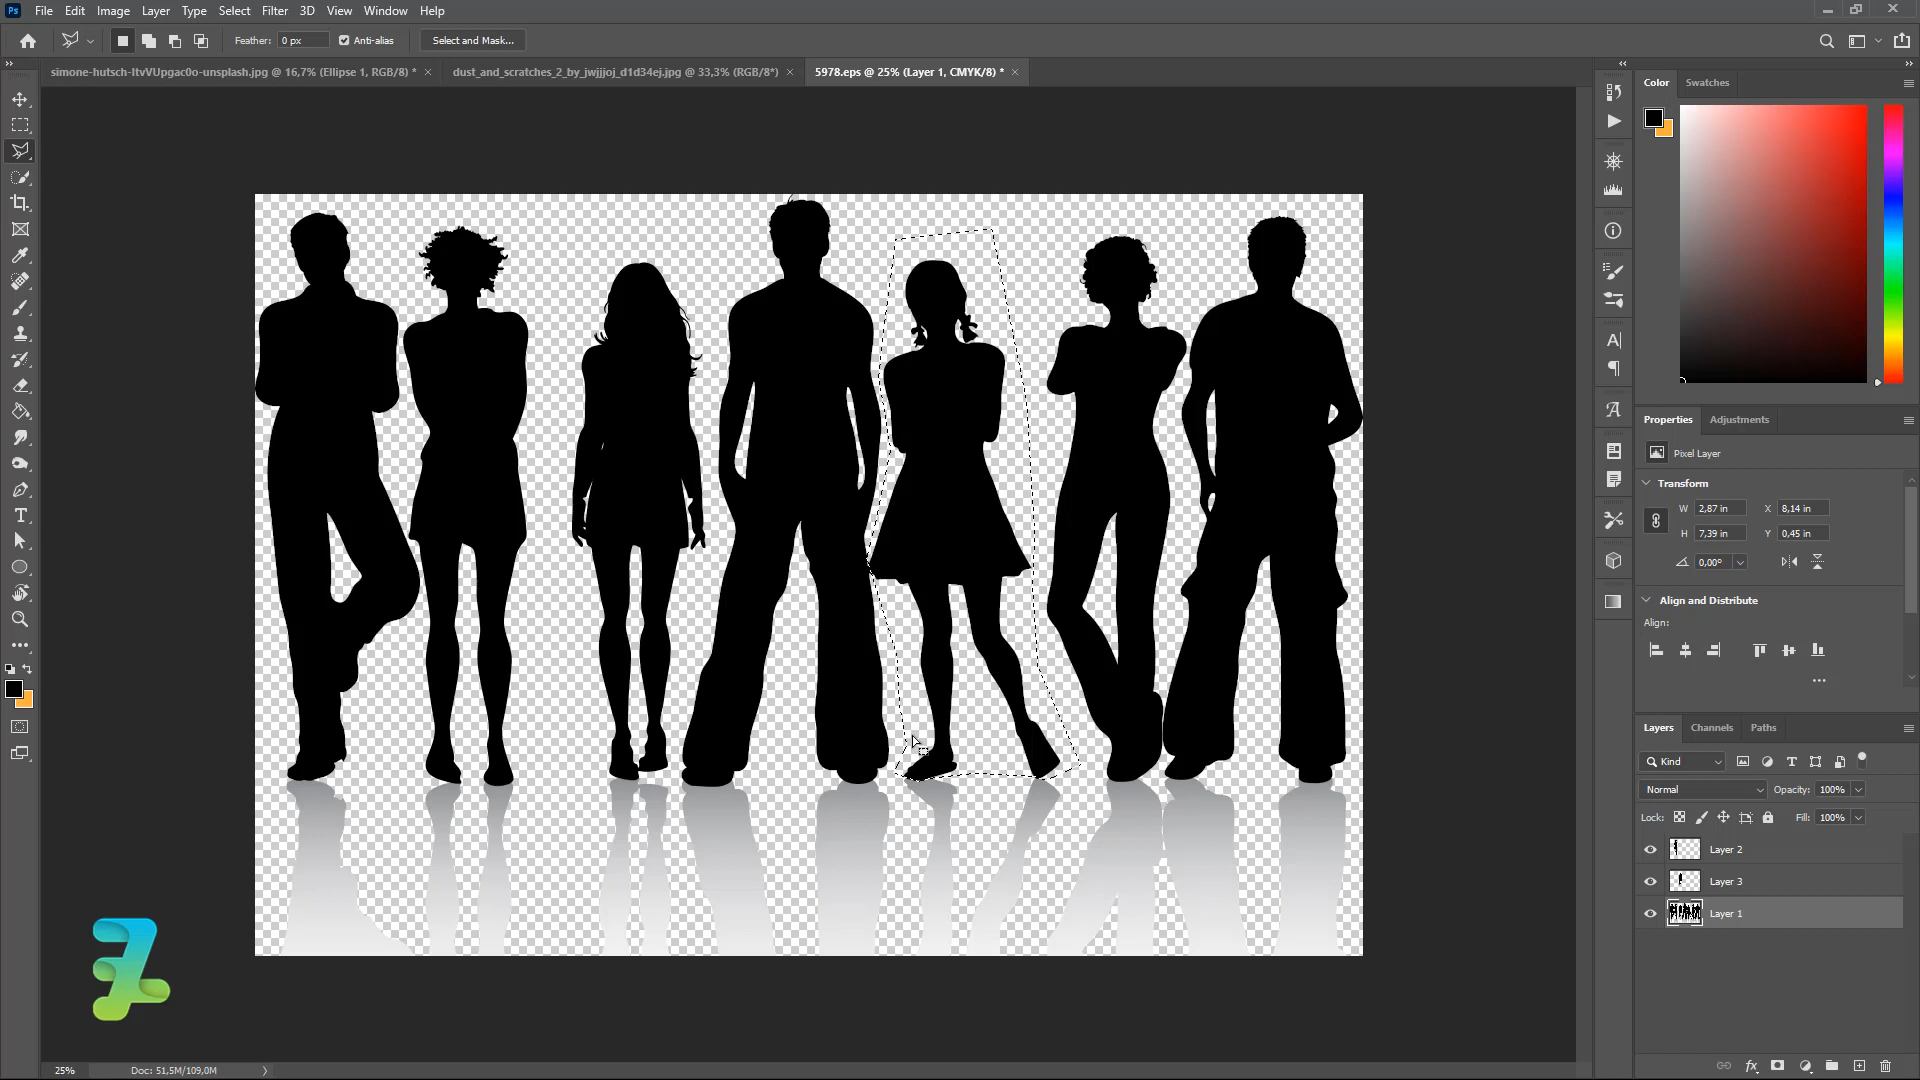 Ps File Edit Image Layer Type Select Filter 3D View Window Help
Feather: 0 px Anti-alias Select and Mask...
simone-hutsch-ItvVUpgac0o-unsplash.jpg @ 16,7% (Ellipse 1, RGB/8) *
dust_and_scratches_2_by_jwjjjoj_d1d34ej.jpg @ 33,3% (RGB/8*)
5978.eps @ 25% (Layer 1, CMYK/8) *
Color Swatches
Properties Adjustments
Pixel Layer
Transform
W 2,87 in X 8,14 in
H 7,39 in Y 0,45 in
0,00°
Align and Distribute
Align:
Layers Channels Paths
Kind
Normal Opacity: 100%
Lock: Fill: 100%
Layer 2
Layer 3
Layer 1
25% Doc: 51,5M/109,0M